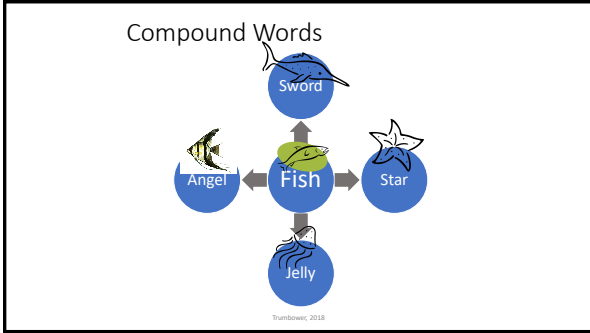 Compound Words
Sword
Angel
Fish
Star
Jelly
Trumbower, 2018